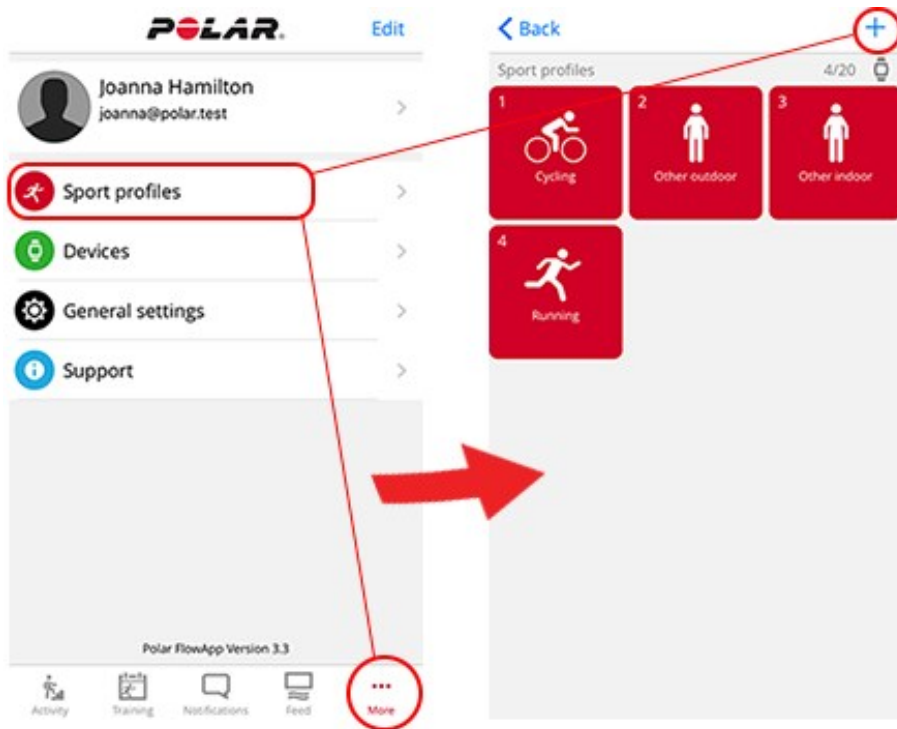 POLAR.
Edit
Joanna Hamilton
joanna@polar.test
Sport profiles
Devices
General settings
Support
Polar FlowApp Version 3.3
Activity
Training
Notifications
Feed
More
Back
+
Sport profiles 4/20
1
Cycling
2
Other outdoor
3
Other indoor
4
Running